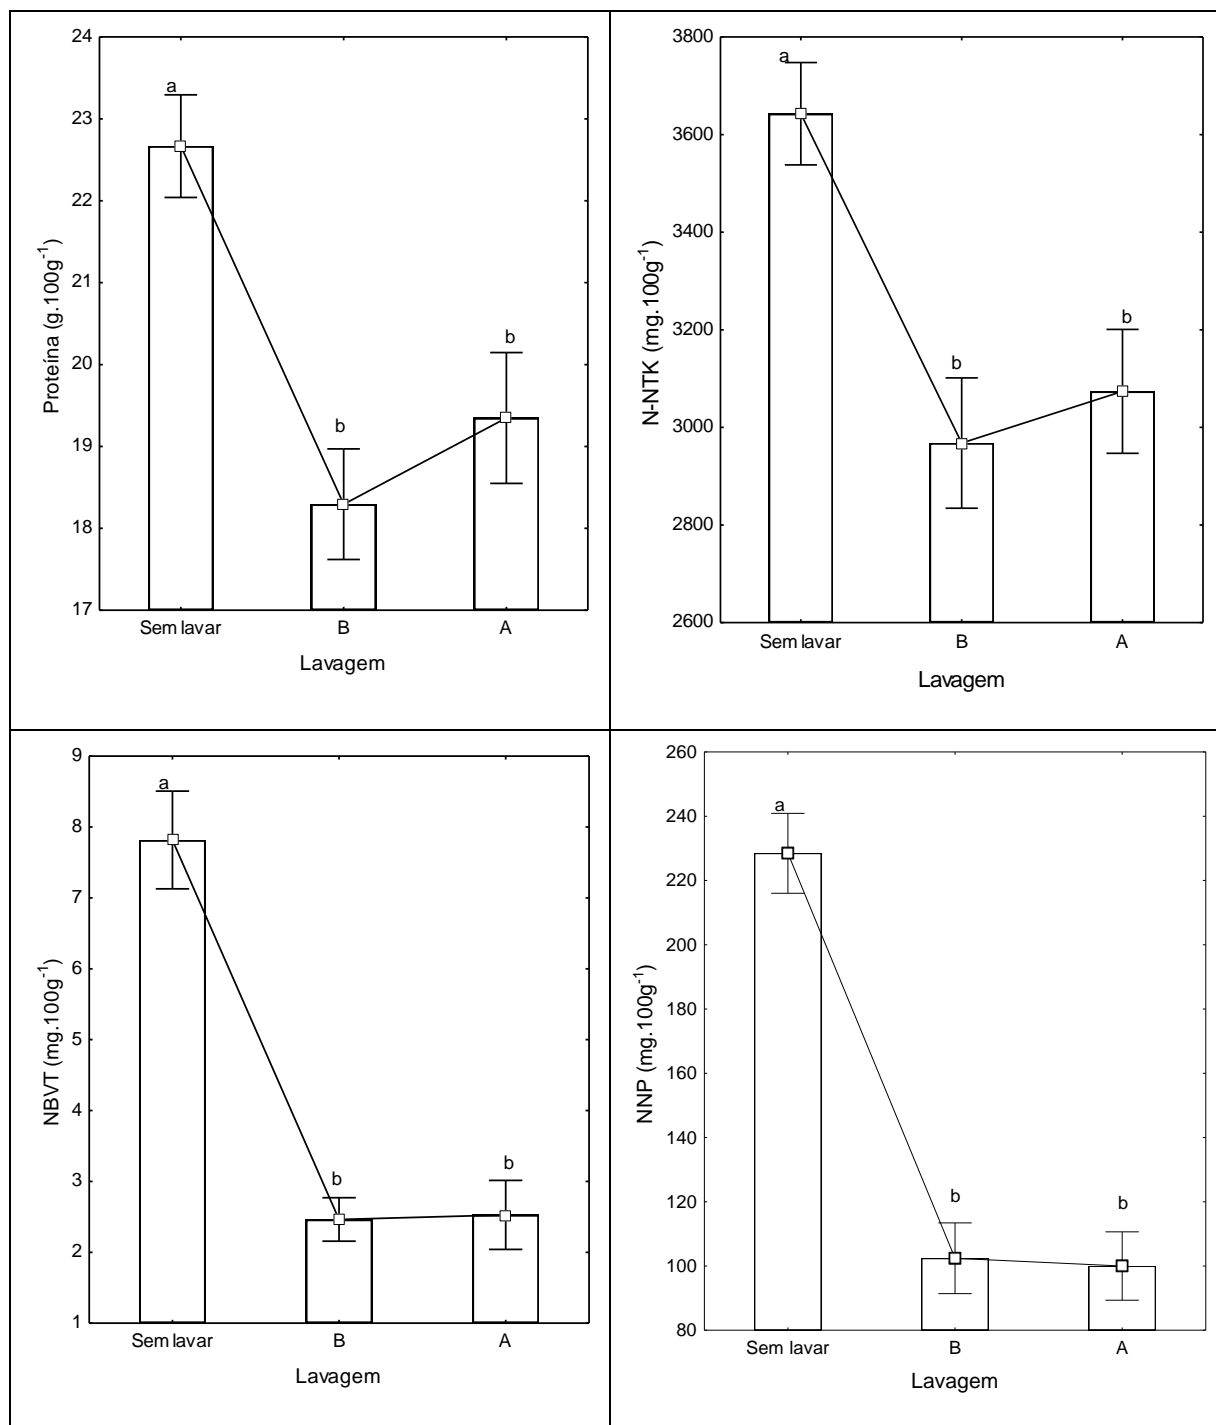 24
23
22
21
20
19
18
17
Proteína (g.100g-1)
a
b
b
Sem lavar B A
Lavagem
3800
3600
3400
3200
3000
2800
2600
N-NTK (mg.100g-1)
a
b
b
Sem lavar B A
Lavagem
9
8
7
6
5
4
3
2
1
NBVT (mg.100g-1)
a
b
b
Sem lavar B A
Lavagem
260
240
220
200
180
160
140
120
100
80
NNP (mg.100g-1)
a
b
b
Sem lavar B A
Lavagem